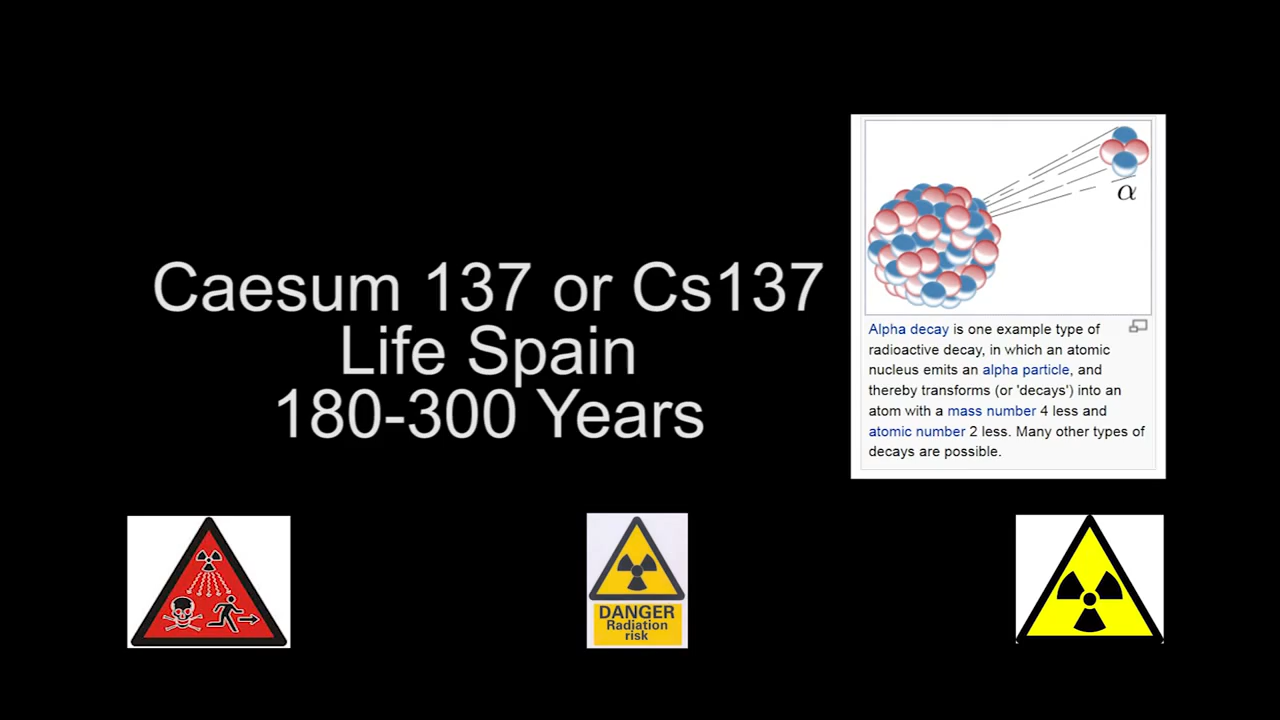 Caesum 137 or Cs137
Life Spain
180-300 Years
α
Alpha decay is one example type of
radioactive decay, in which an atomic
nucleus emits an alpha particle, and
thereby transforms (or 'decays') into an
atom with a mass number 4 less and
atomic number 2 less. Many other types of
decays are possible.
DANGER
Radiation
risk